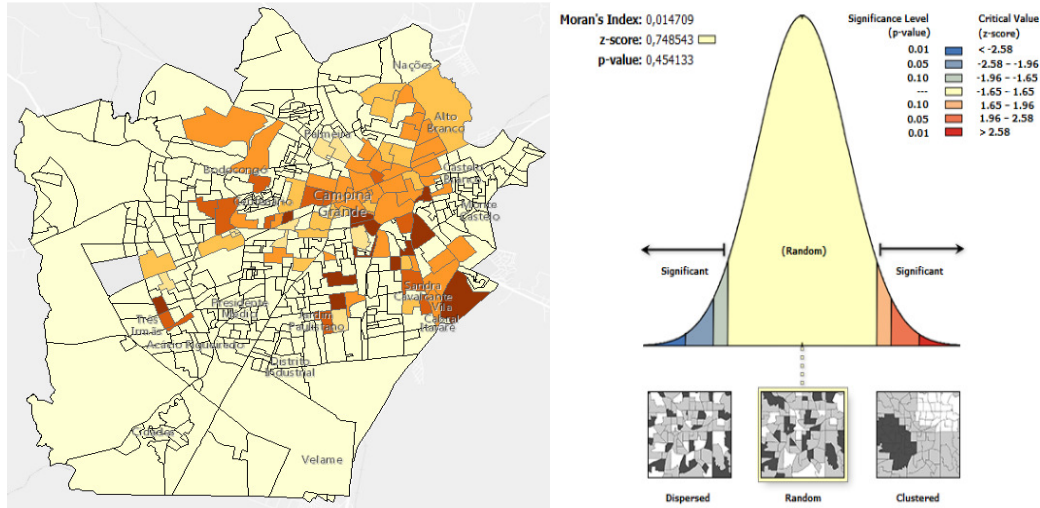 Nações
Alto
Branco
Palmeira
Castelo
Branco
Bodocongó
Centenário
Campina
Grande
Monte
Castelo
Sandra
Cavalcante
Vila
Cabral
Itararé
Presidente
Médici
Jardim
Paulistano
Três
Irmãs
Acácio Figueiredo
Distrito
Industrial
Cidades
Velame
Moran's Index: 0,014709
z-score: 0,748543
p-value: 0,454133
Significance Level
(p-value)
Critical Value
(z-score)
0.01 < -2.58
0.05 -2.58 – -1.96
0.10 -1.96 – -1.65
--- -1.65 – 1.65
0.10 1.65 – 1.96
0.05 1.96 – 2.58
0.01 > 2.58
(Random)
Significant
Significant
Dispersed
Random
Clustered